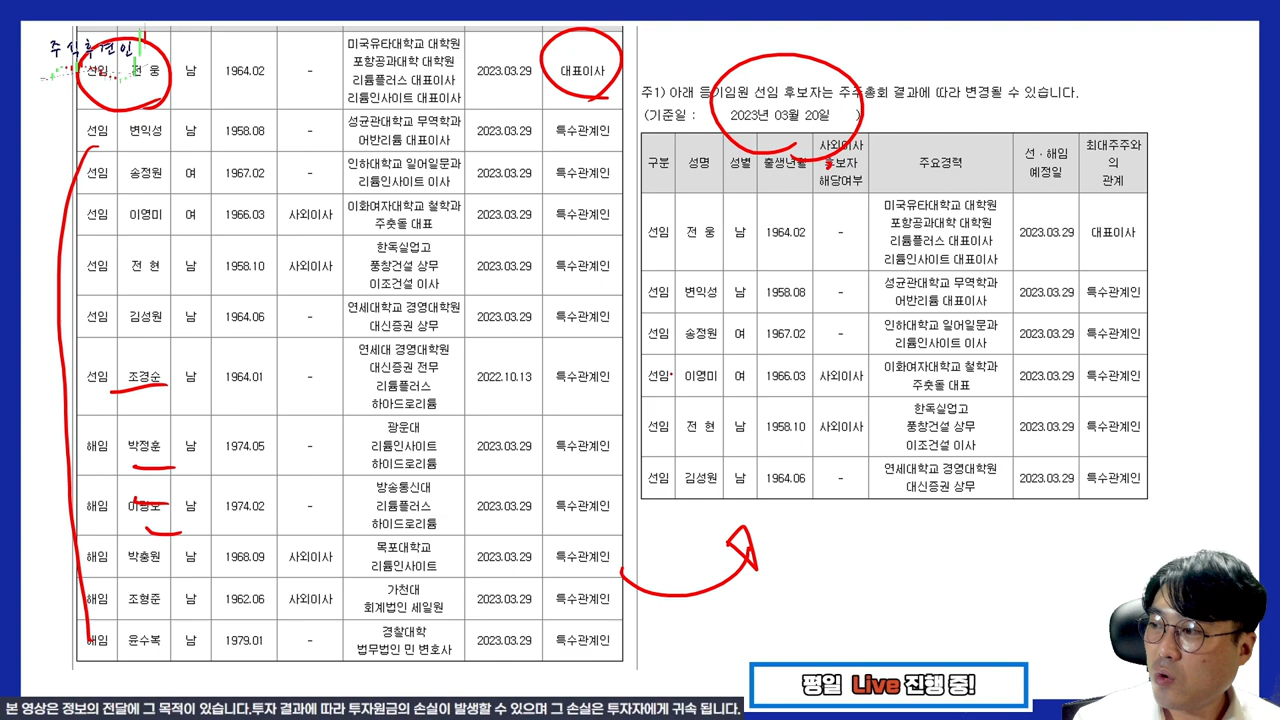 주식후견인
선임 전 웅 남 1964.02 - 미국유타대학교 대학원 2023.03.29 대표이사
포항공과대학 대학원
리튬플러스 대표이사
리튬인사이트 대표이사
선임 변익성 남 1958.08 - 성균관대학교 무역학과 2023.03.29 특수관계인
어반리튬 대표이사
선임 송정원 여 1967.02 - 인하대학교 일어일문과 2023.03.29 특수관계인
리튬인사이트 이사
선임 이영미 여 1966.03 사외이사 이화여자대학교 철학과 2023.03.29 특수관계인
주춧돌 대표
선임 전 현 남 1958.10 사외이사 한독실업고 2023.03.29 특수관계인
풍창건설 상무
이조건설 이사
선임 김성원 남 1964.06 - 연세대학교 경영대학원 2023.03.29 특수관계인
대신증권 상무
선임 조경순 남 1964.01 - 연세대 경영대학원 2022.10.13 특수관계인
대신증권 전무
리튬플러스
하아드로리튬
해임 박정훈 남 1974.05 - 광운대 2023.03.29 특수관계인
리튬인사이트
하이드로리튬
해임 남 1974.02 - 방송통신대 2023.03.29 특수관계인
리튬플러스
하이드로리튬
해임 박충원 남 1968.09 사외이사 목포대학교 2023.03.29 특수관계인
리튬인사이트
해임 조형준 남 1962.06 사외이사 가천대 2023.03.29 특수관계인
회계법인 세일원
해임 윤수복 남 1979.01 - 경찰대학 2023.03.29 특수관계인
법무법인 민 변호사
주1) 아래 등기임원 선임 후보자는 주주총회 결과에 따라 변경될 수 있습니다.
(기준일 : 2023년 03월 20일 )
구분 성명 성별 출생년월 사외이사 후보자 해당여부 주요경력 선ㆍ해임 예정일 최대주주와의 관계
선임 전 웅 남 1964.02 - 미국유타대학교 대학원 2023.03.29 대표이사
포항공과대학 대학원
리튬플러스 대표이사
리튬인사이트 대표이사
선임 변익성 남 1958.08 - 성균관대학교 무역학과 2023.03.29 특수관계인
어반리튬 대표이사
선임 송정원 여 1967.02 - 인하대학교 일어일문과 2023.03.29 특수관계인
리튬인사이트 이사
선임 이영미 여 1966.03 사외이사 이화여자대학교 철학과 2023.03.29 특수관계인
주춧돌 대표
선임 전 현 남 1958.10 사외이사 한독실업고 2023.03.29 특수관계인
풍창건설 상무
이조건설 이사
선임 김성원 남 1964.06 - 연세대학교 경영대학원 2023.03.29 특수관계인
대신증권 상무
평일 Live 진행 중!
본 영상은 정보의 전달에 그 목적이 있습니다.투자 결과에 따라 투자원금의 손실이 발생할 수 있으며 그 손실은 투자자에게 귀속 됩니다.